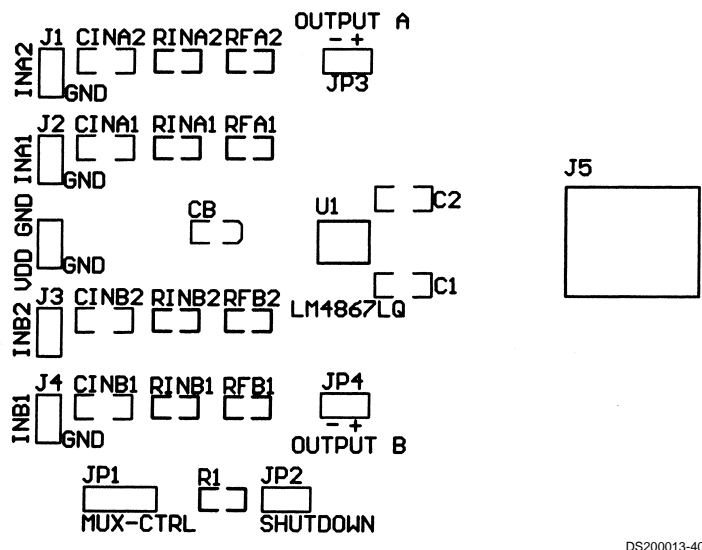 OUTPUT A
J1 CINA2 RINA2 RFA2 - +
INA2
GND
JP3
J2 CINA1 RINA1 RFA1
INA1
GND
J5
GND
CB
U1
C2
VDD
GND
C1
J3 CINB2 RINB2 RFB2
LM4867LQ
INB2
J4 CINB1 RINB1 RFB1
JP4
INB1
- +
GND
OUTPUT B
JP1
R1
JP2
MUX-CTRL
SHUTDOWN
DS200013-40